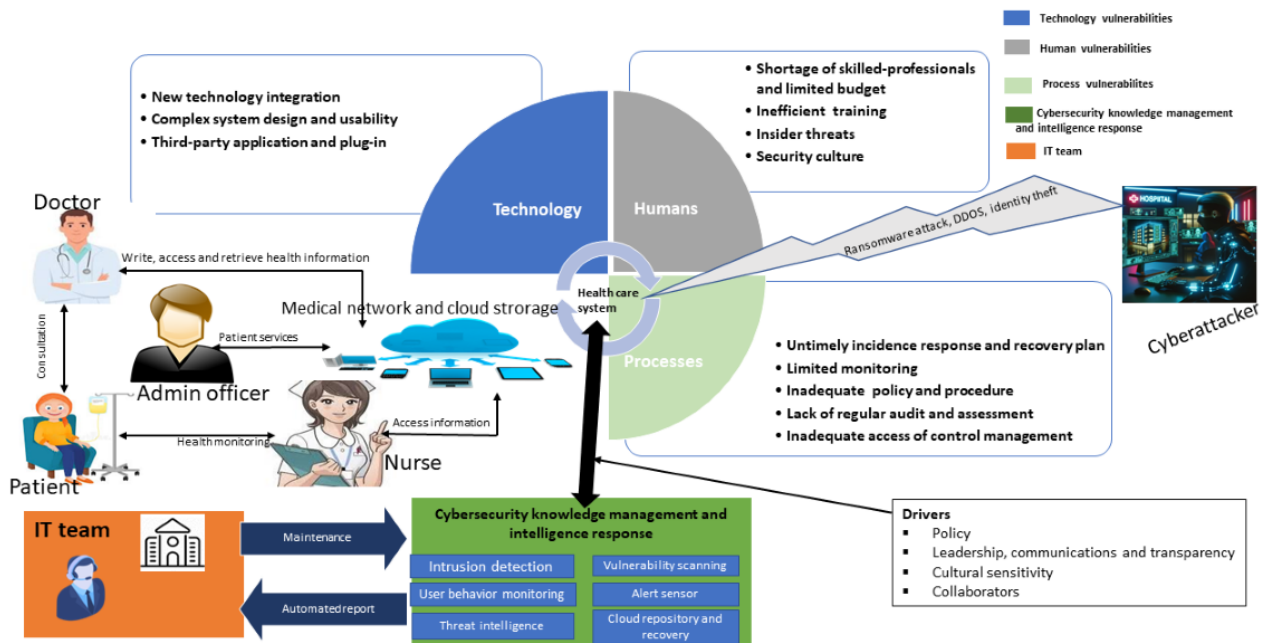 Technology vulnerabilities
Human vulnerabilities
Process vulnerabilites
Cybersecurity knowledge management
and intelligence response
IT team
• New technology integration
• Complex system design and usability
• Third-party application and plug-in
• Shortage of skilled-professionals
and limited budget
• Inefficient training
• Insider threats
• Security culture
Technology
Humans
Processes
Health care
system
Ransomware attack, DDOS, identity theft
HOSPIITAL
Cyberattacker
Doctor
Write, access and retrieve health information
Medical network and cloud strorage
Consultation
Patient services
Admin officer
Access information
Health monitoring
Nurse
Patient
• Untimely incidence response and recovery plan
• Limited monitoring
• Inadequate policy and procedure
• Lack of regular audit and assessment
• Inadequate access of control management
IT team
Maintenance
Automated report
Cybersecurity knowledge management and
intelligence response
Intrusion detection
Vulnerability scanning
User behavior monitoring
Alert sensor
Threat intelligence
Cloud repository and
recovery
Drivers
▪ Policy
▪ Leadership, communications and transparency
▪ Cultural sensitivity
▪ Collaborators